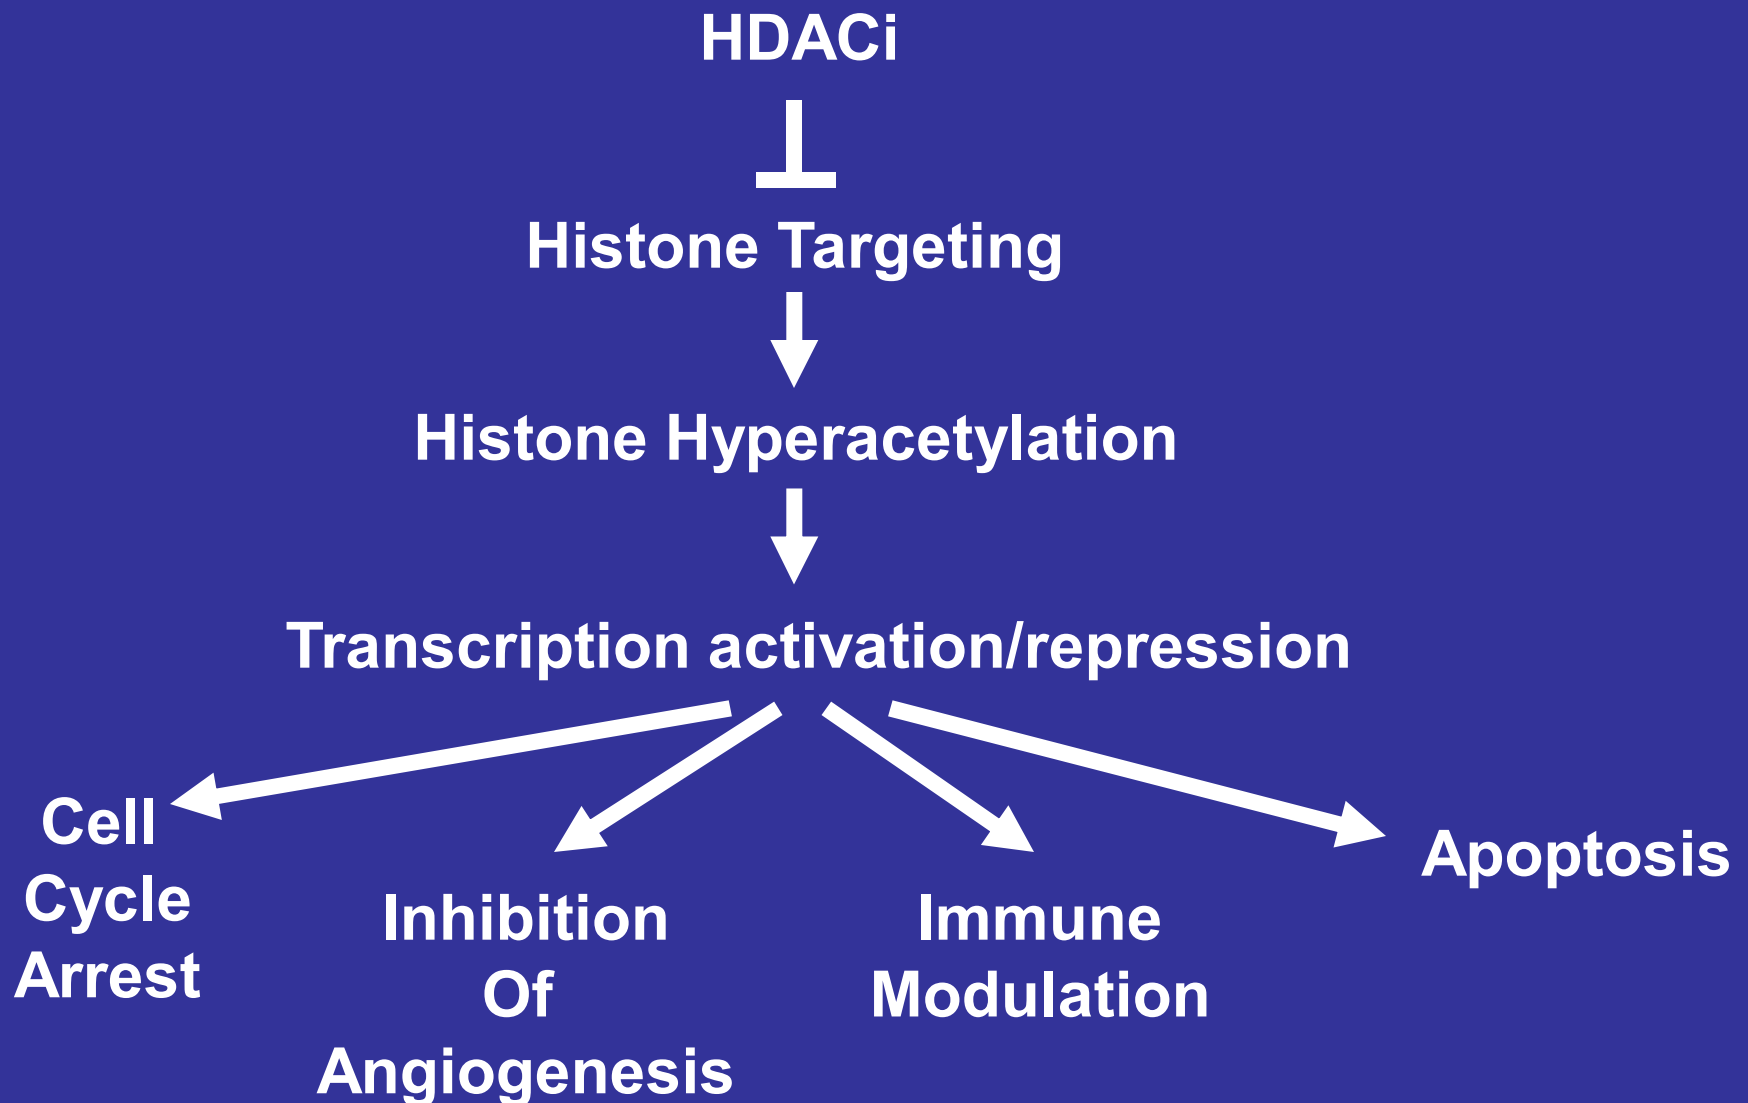 HDACi
Histone Targeting
Histone Hyperacetylation
Transcription activation/repression
Cell
Cycle
Arrest
Inhibition
Of
Angiogenesis
Immune
Modulation
Apoptosis